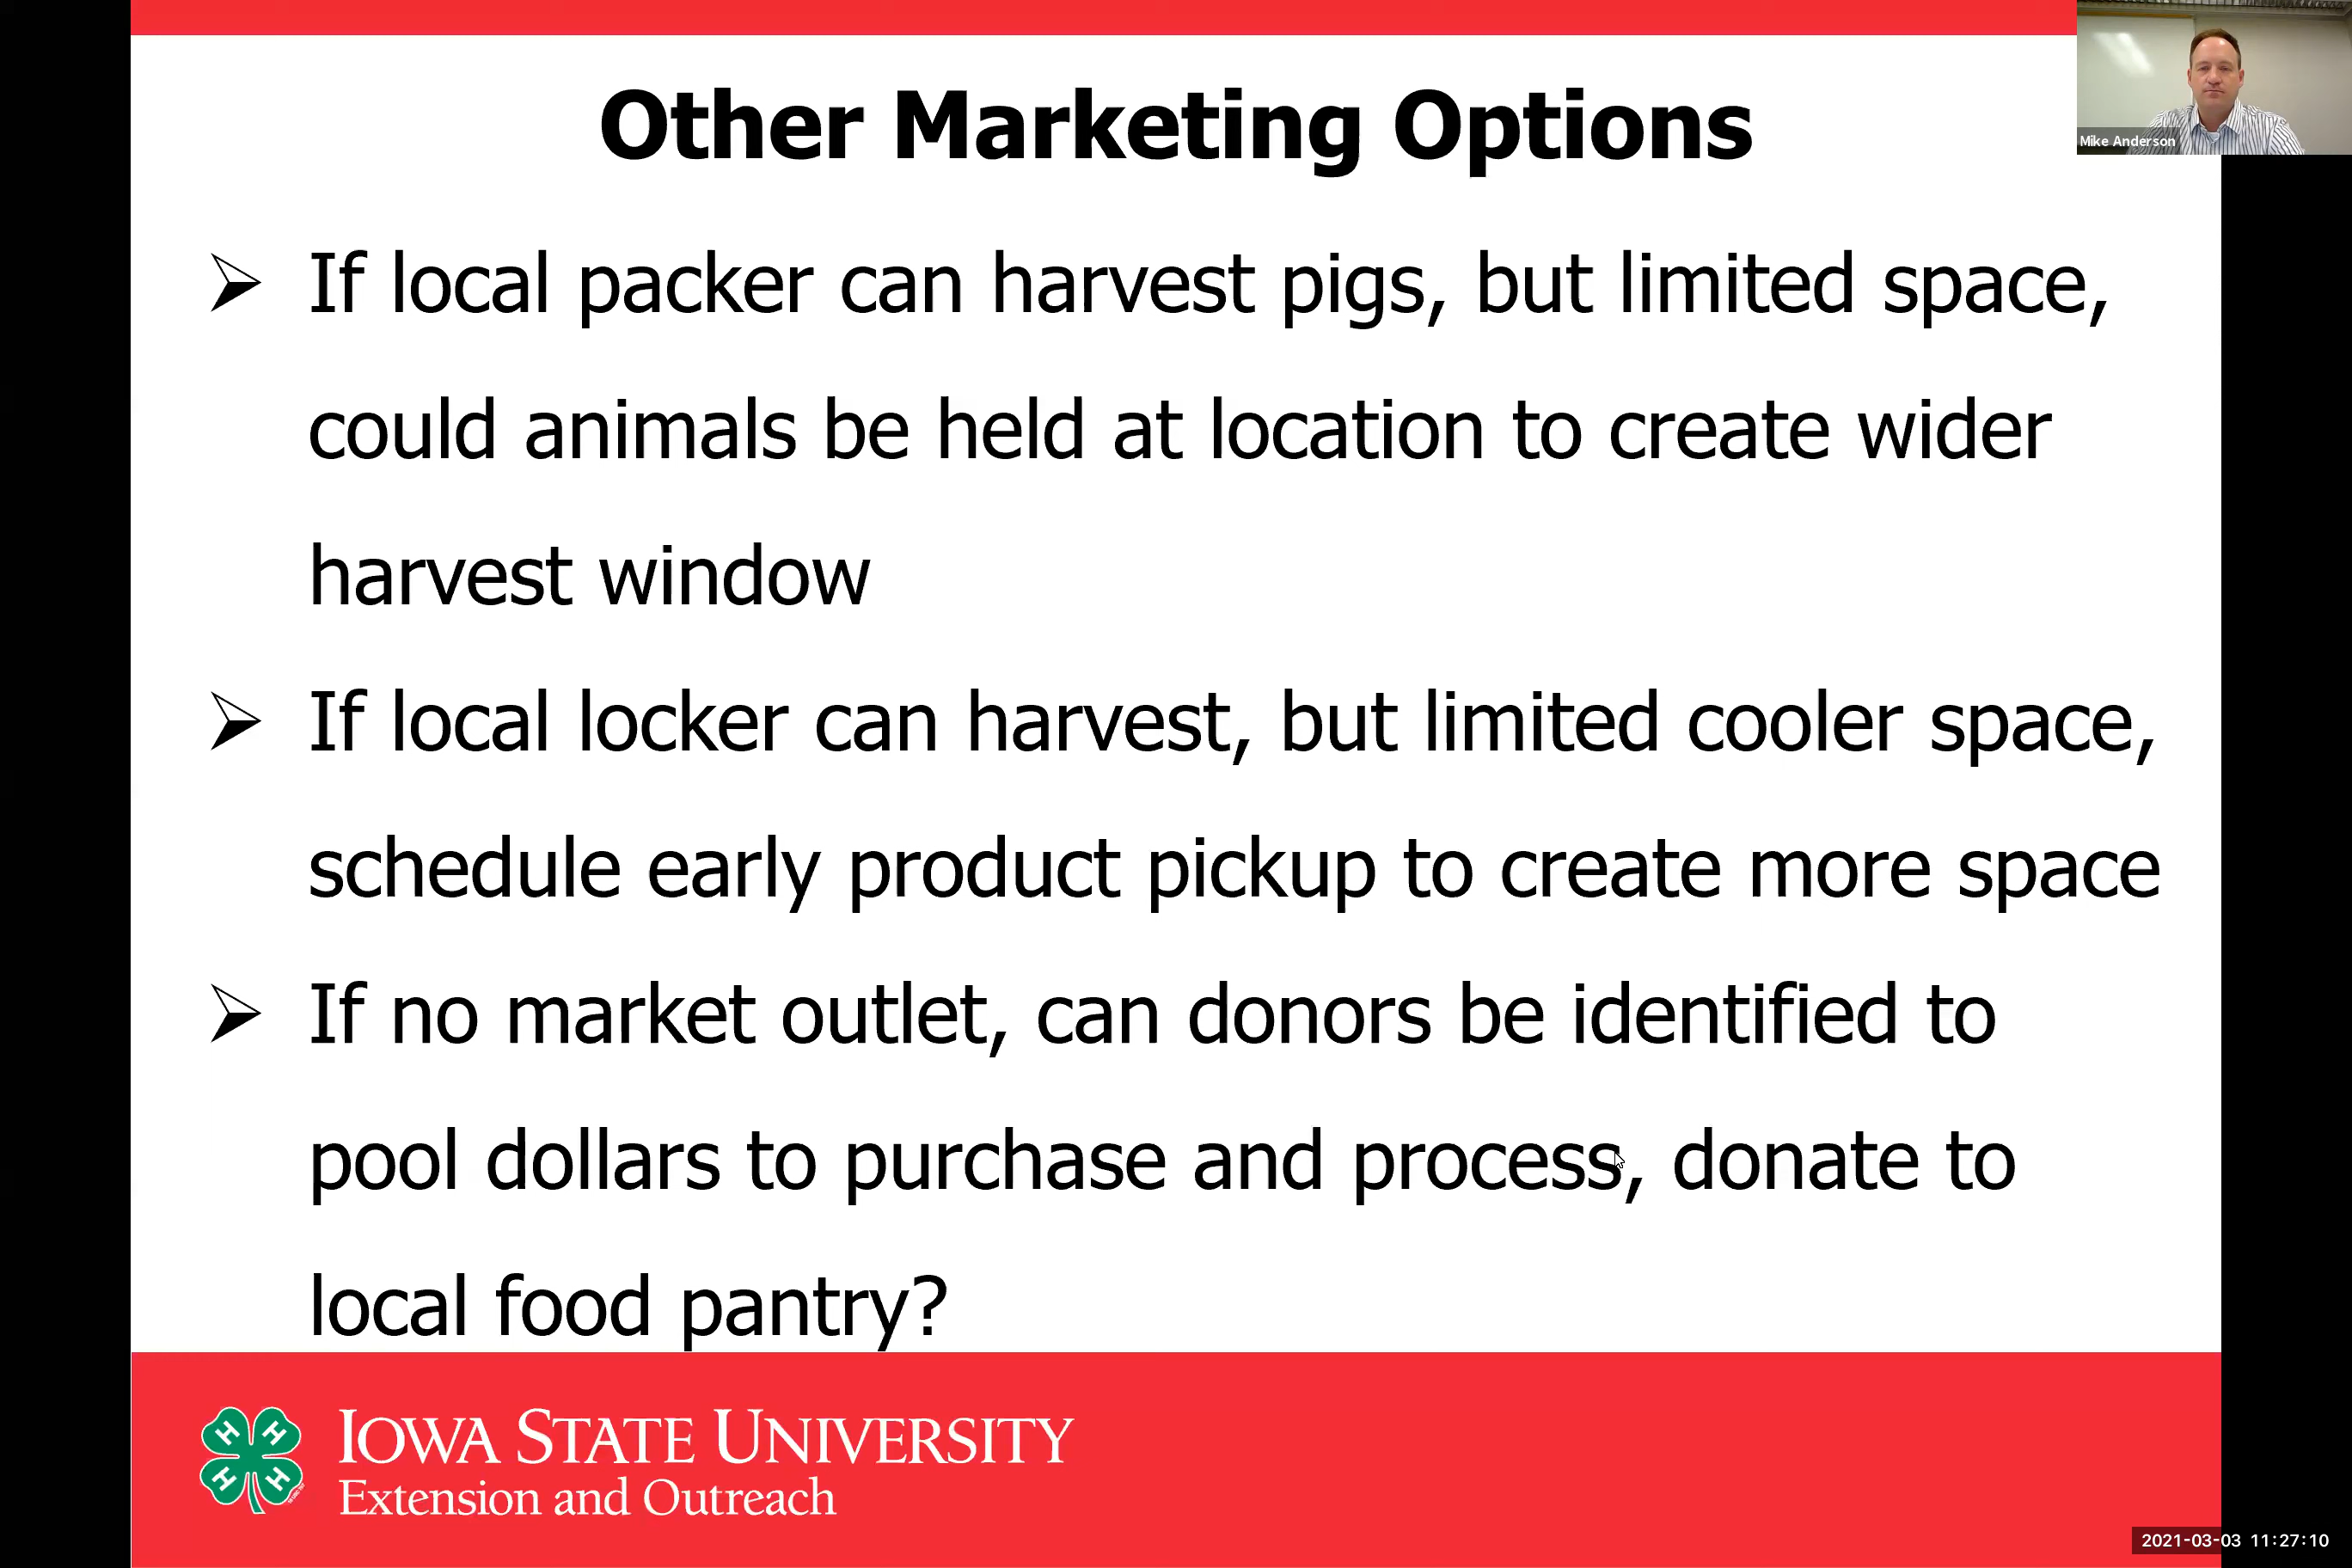 Other Marketing Options
Mike Anderson
➢ If local packer can harvest pigs, but limited space,
could animals be held at location to create wider
harvest window
➢ If local locker can harvest, but limited cooler space,
schedule early product pickup to create more space
➢ If no market outlet, can donors be identified to
pool dollars to purchase and process, donate to
local food pantry?
H H
H H
IOWA STATE UNIVERSITY
Extension and Outreach
2021-03-03 11:27:10